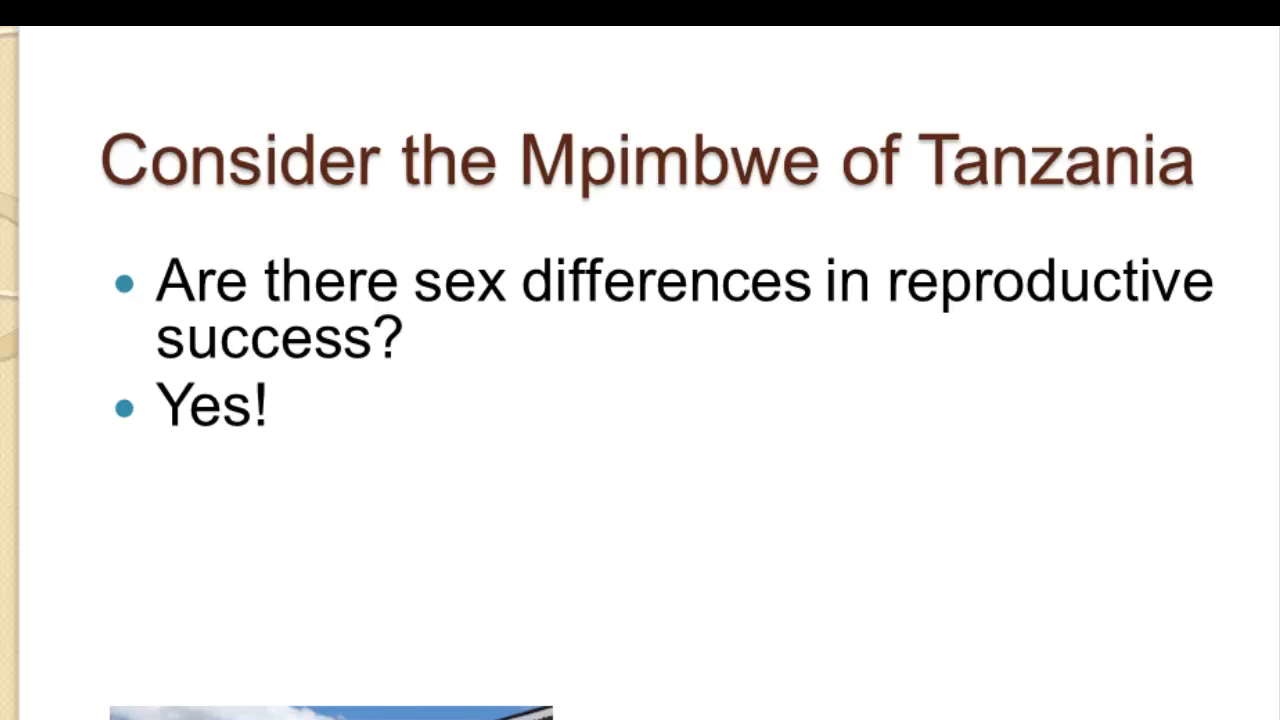 Consider the Mpimbwe of Tanzania
• Are there sex differences in reproductive
success?
• Yes!